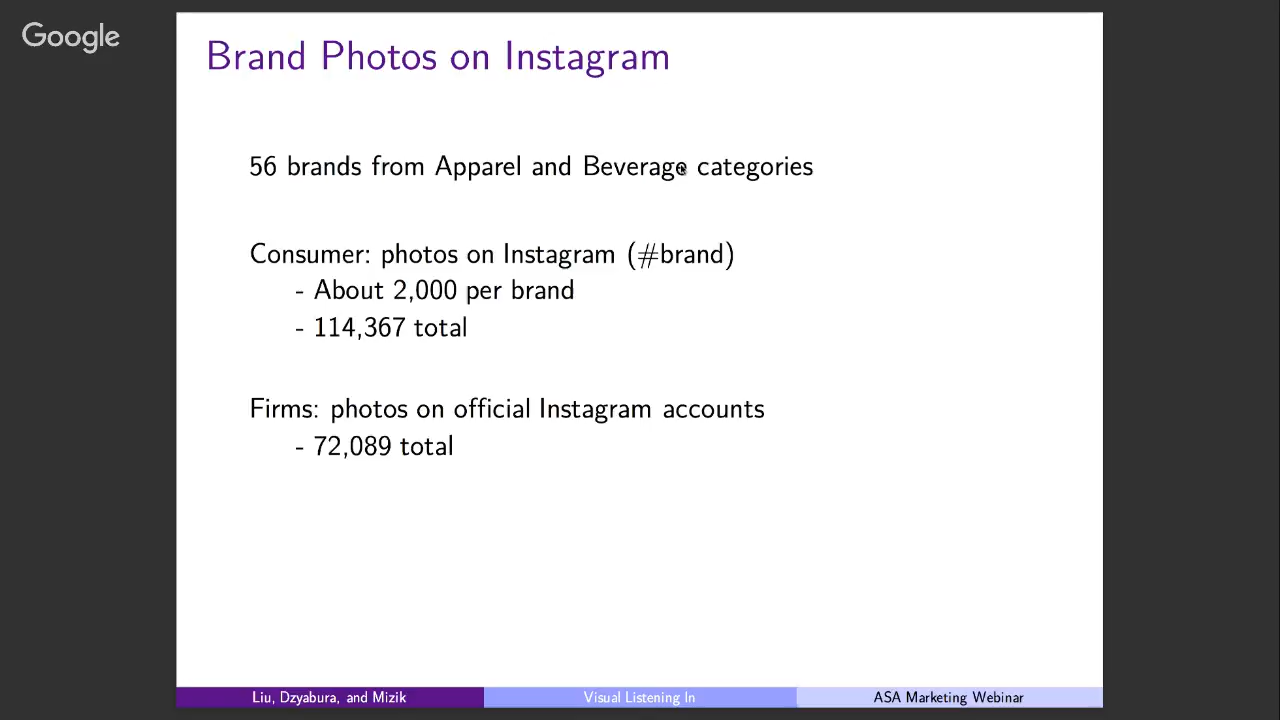 Google
Brand Photos on Instagram
56 brands from Apparel and Beverage categories
Consumer: photos on Instagram (#brand)
- About 2,000 per brand
- 114,367 total
Firms: photos on official Instagram accounts
- 72,089 total
Liu, Dzyabura, and Mizik
Visual Listening In
ASA Marketing Webinar